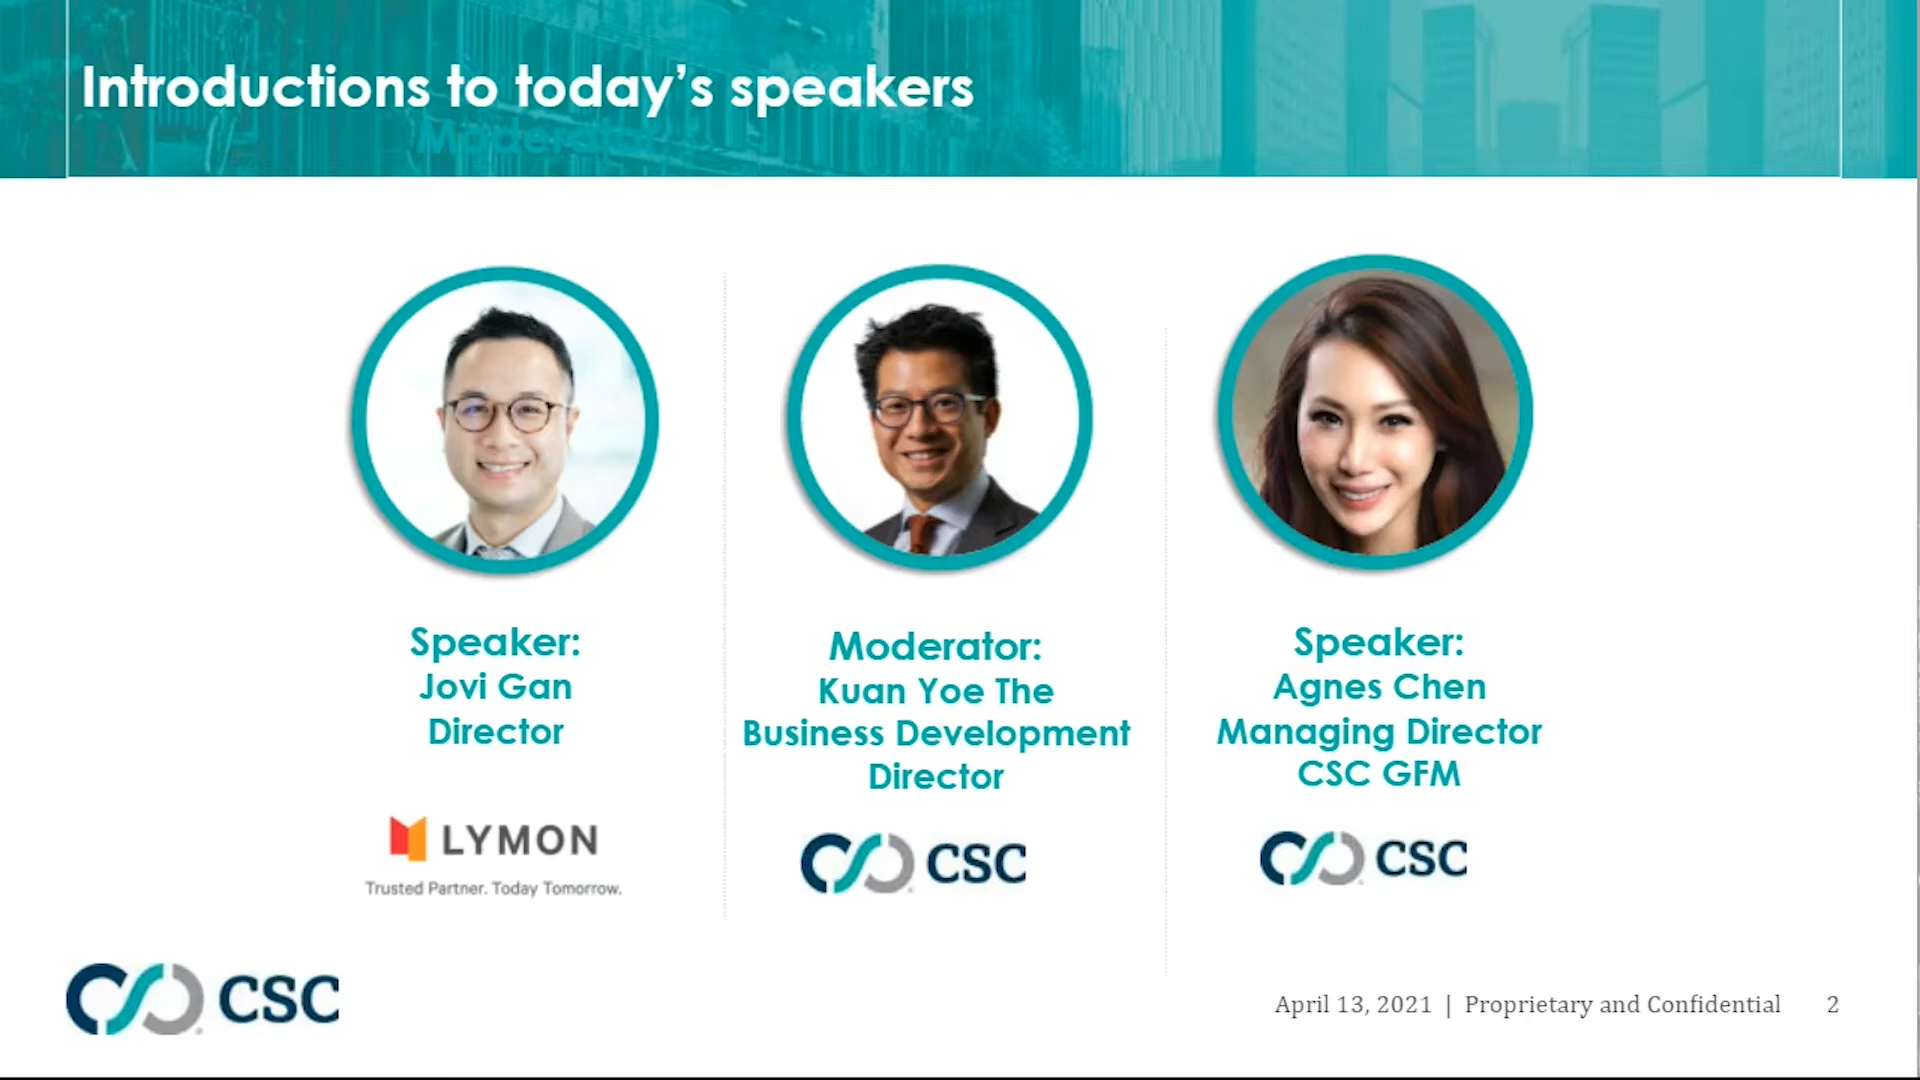 Introductions to today's speakers
Moderator
Speaker:
Jovi Gan
Director
LYMON
Trusted Partner. Today Tomorrow.
Moderator:
Kuan Yoe The
Business Development
Director
CSC
Speaker:
Agnes Chen
Managing Director
CSC GFM
CSC
CSC
April 13, 2021 | Proprietary and Confidential 2